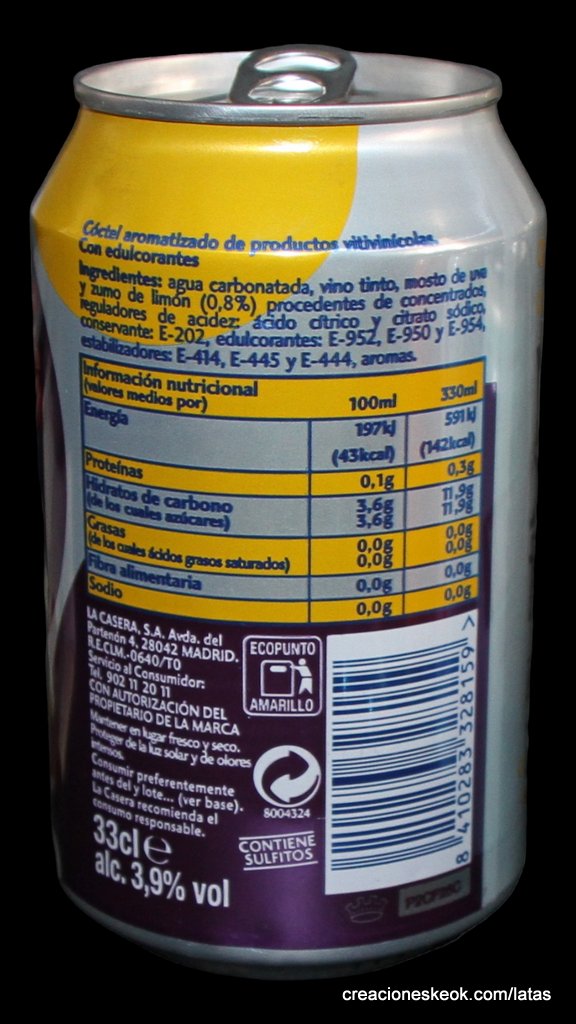 Cóctel aromatizado de productos vitivinícolas.
Con edulcorantes
Ingredientes: agua carbonatada, vino tinto, mosto de uva
y zumo de limón (0,8%) procedentes de concentrados,
reguladores de acidez: ácido cítrico y citrato sódico,
conservante: E-202, edulcorantes: E-952, E-950 y E-954,
estabilizadores: E-414, E-445 y E-444, aromas.
Información nutricional
(valores medios por) 100ml 330ml
Energía 197kJ 591kJ
(43kcal) (142kcal)
Proteínas 0,1g 0,3g
Hidratos de carbono 3,6g 11,9g
(de los cuales azúcares) 3,6g 11,9g
Grasas 0,0g 0,0g
(de los cuales ácidos grasos saturados) 0,0g 0,0g
Fibra alimentaria 0,0g 0,0g
Sodio 0,0g 0,0g
LA CASERA, S.A. Avda. del
Partenón 4, 28042 MADRID.
R.E.CLM.-0640/TO
Servicio al Consumidor:
Tel. 902 11 20 11
CON AUTORIZACIÓN DEL
PROPIETARIO DE LA MARCA
Mantener en lugar fresco y seco.
Proteger de la luz solar y de olores
intensos.
Consumir preferentemente
antes del y lote... (ver base).
La Casera recomienda el
consumo responsable.
33cl e
alc. 3,9% vol
ECOPUNTO
AMARILLO
8004324
CONTIENE
SULFITOS
8 410283 328159 >
creacioneskeok.com/latas